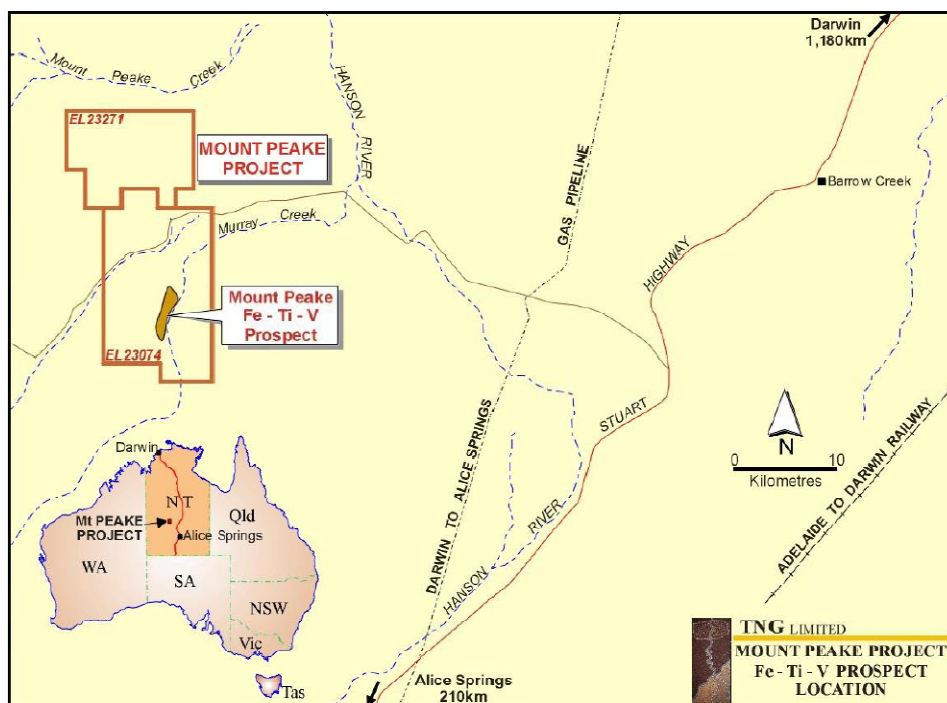 Darwin
1,180km
Mount Peake Creek
HANSON RIVER
EL23271
MOUNT PEAKE
PROJECT
GAS PIPELINE
Barrow Creek
Murray Creek
HIGHWAY
Mount Peake
Fe - Ti - V
Prospect
EL23074
STUART
DARWIN TO ALICE SPRINGS
N
0 10
Kilometres
ADELAIDE TO DARWIN RAILWAY
HANSON RIVER
Darwin
NT
Qld
Mt PEAKE
PROJECT
Alice Springs
WA
SA
NSW
Vic
Tas
Alice Springs
210km
TNG LIMITED
MOUNT PEAKE PROJECT
Fe - Ti - V PROSPECT
LOCATION